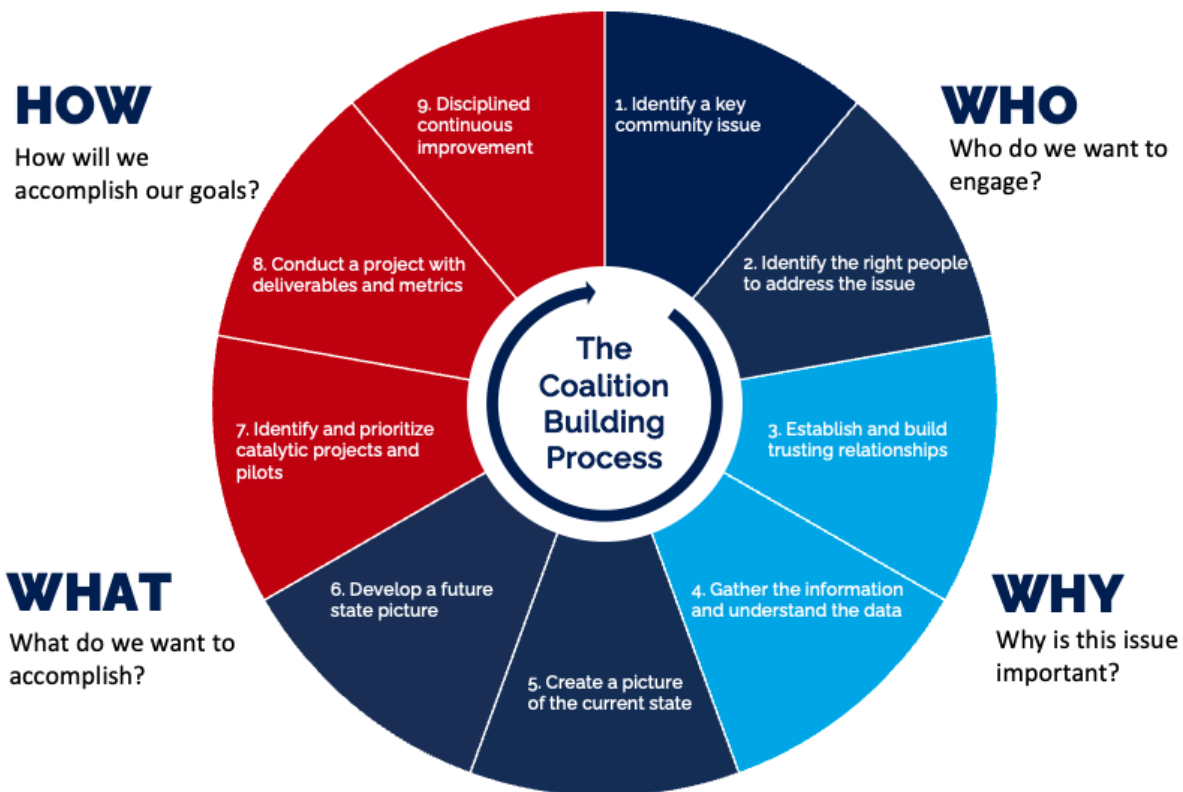 HOW
How will we
accomplish our goals?
WHO
Who do we want to
engage?
WHY
Why is this issue
important?
WHAT
What do we want to
accomplish?
The
Coalition
Building
Process
1. Identify a key
community issue
2. Identify the right people
to address the issue
3. Establish and build
trusting relationships
4. Gather the information
and understand the data
5. Create a picture
of the current state
6. Develop a future
state picture
7. Identify and prioritize
catalytic projects and
pilots
8. Conduct a project with
deliverables and metrics
9. Disciplined
continuous
improvement